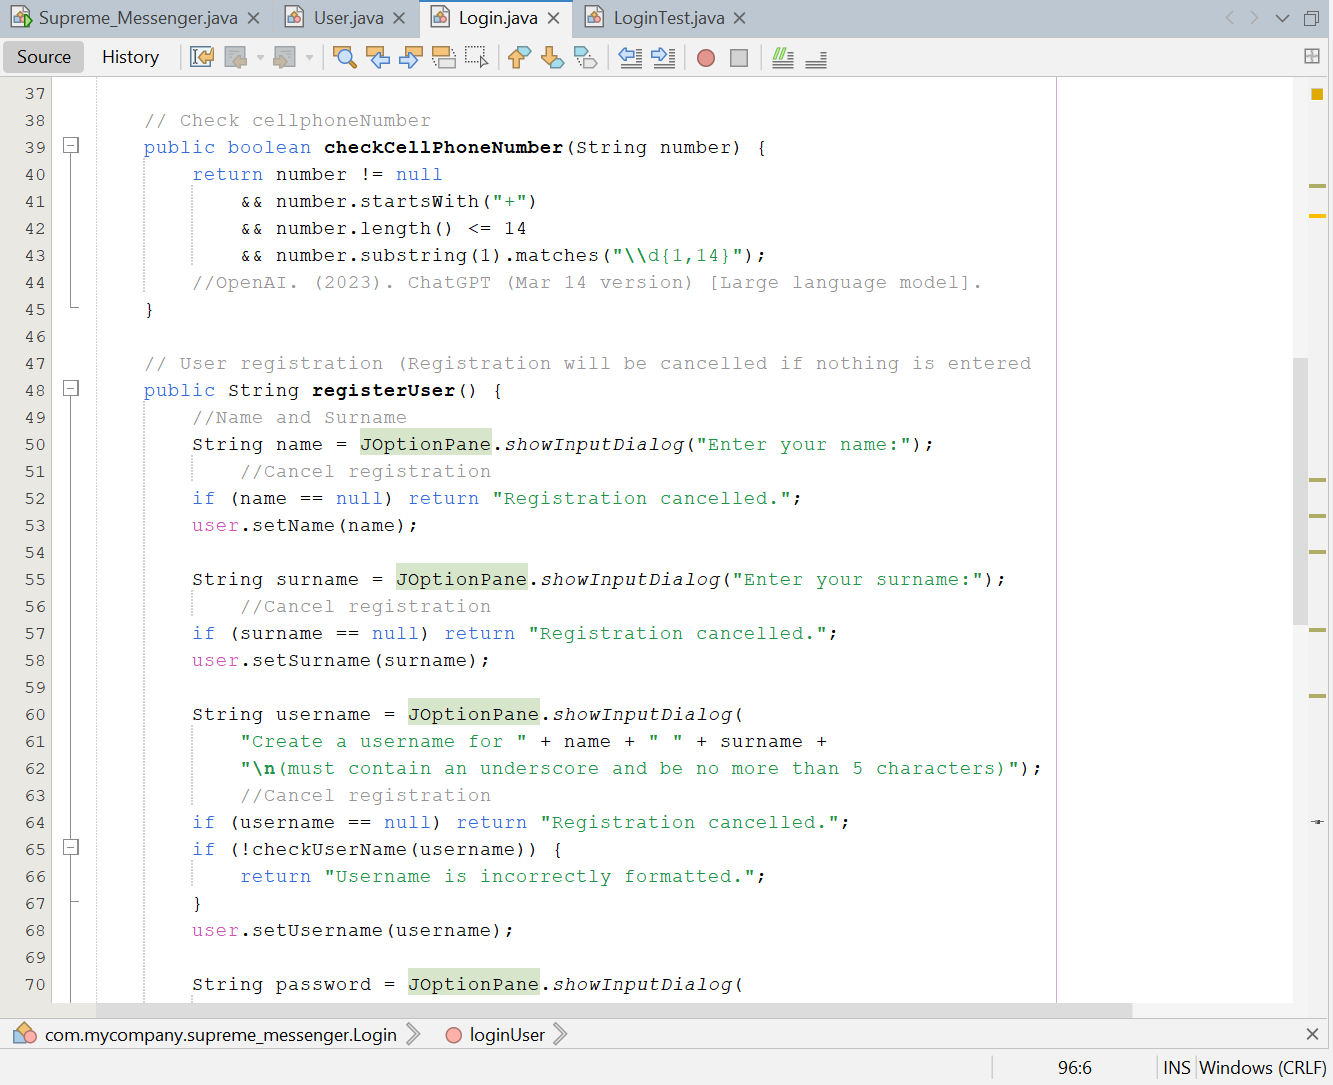 Supreme_Messenger.java User.java Login.java LoginTest.java
Source History
37
38 // Check cellphoneNumber
39 public boolean checkCellPhoneNumber(String number) {
40 return number != null
41 && number.startsWith("+")
42 && number.length() <= 14
43 && number.substring(1).matches("\\d{1,14}");
44 //OpenAI. (2023). ChatGPT (Mar 14 version) [Large language model].
45 }
46
47 // User registration (Registration will be cancelled if nothing is entered
48 public String registerUser() {
49 //Name and Surname
50 String name = JOptionPane.showInputDialog("Enter your name:");
51 //Cancel registration
52 if (name == null) return "Registration cancelled.";
53 user.setName(name);
54
55 String surname = JOptionPane.showInputDialog("Enter your surname:");
56 //Cancel registration
57 if (surname == null) return "Registration cancelled.";
58 user.setSurname(surname);
59
60 String username = JOptionPane.showInputDialog(
61 "Create a username for " + name + " " + surname +
62 "\n(must contain an underscore and be no more than 5 characters)");
63 //Cancel registration
64 if (username == null) return "Registration cancelled.";
65 if (!checkUserName(username)) {
66 return "Username is incorrectly formatted.";
67 }
68 user.setUsername(username);
69
70 String password = JOptionPane.showInputDialog(
com.mycompany.supreme_messenger.Login loginUser
96:6 INS Windows (CRLF)